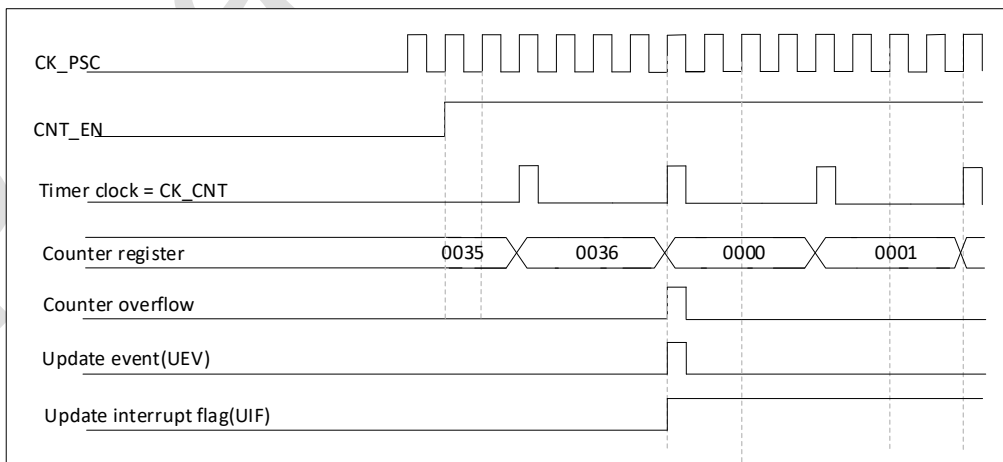 CK_PSC
CNT_EN
Timer clock = CK_CNT
Counter register 0035 0036 0000 0001
Counter overflow
Update event(UEV)
Update interrupt flag(UIF)